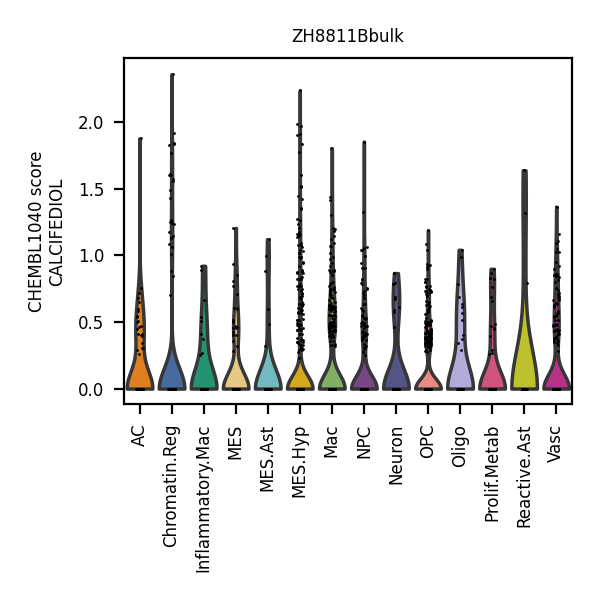 ZH8811Bbulk
CHEMBL1040 score
CALCIFEDIOL
2.0
1.5
1.0
0.5
0.0
AC
Chromatin.Reg
Inflammatory.Mac
MES
MES.Ast
MES.Hyp
Mac
NPC
Neuron
OPC
Oligo
Prolif.Metab
Reactive.Ast
Vasc